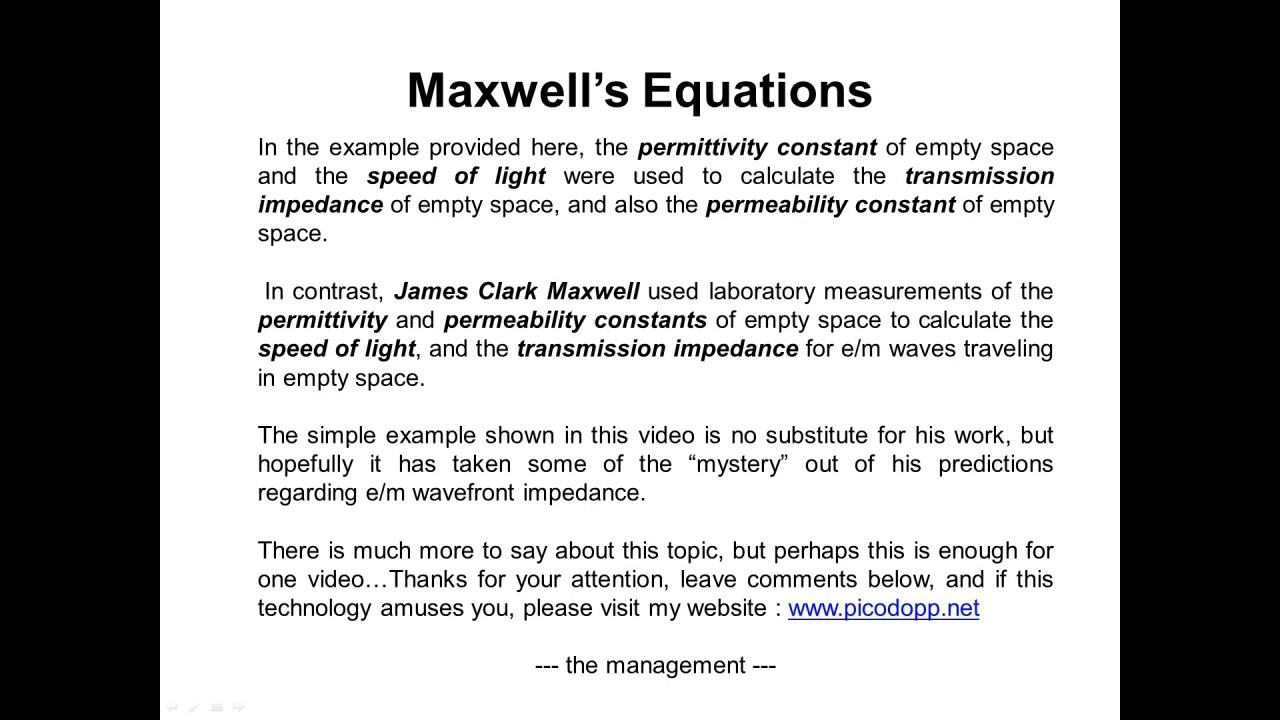 Maxwell’s Equations
In the example provided here, the permittivity constant of empty space
and the speed of light were used to calculate the transmission
impedance of empty space, and also the permeability constant of empty
space.
In contrast, James Clark Maxwell used laboratory measurements of the
permittivity and permeability constants of empty space to calculate the
speed of light, and the transmission impedance for e/m waves traveling
in empty space.
The simple example shown in this video is no substitute for his work, but
hopefully it has taken some of the “mystery” out of his predictions
regarding e/m wavefront impedance.
There is much more to say about this topic, but perhaps this is enough for
one video…Thanks for your attention, leave comments below, and if this
technology amuses you, please visit my website : www.picodopp.net
--- the management ---